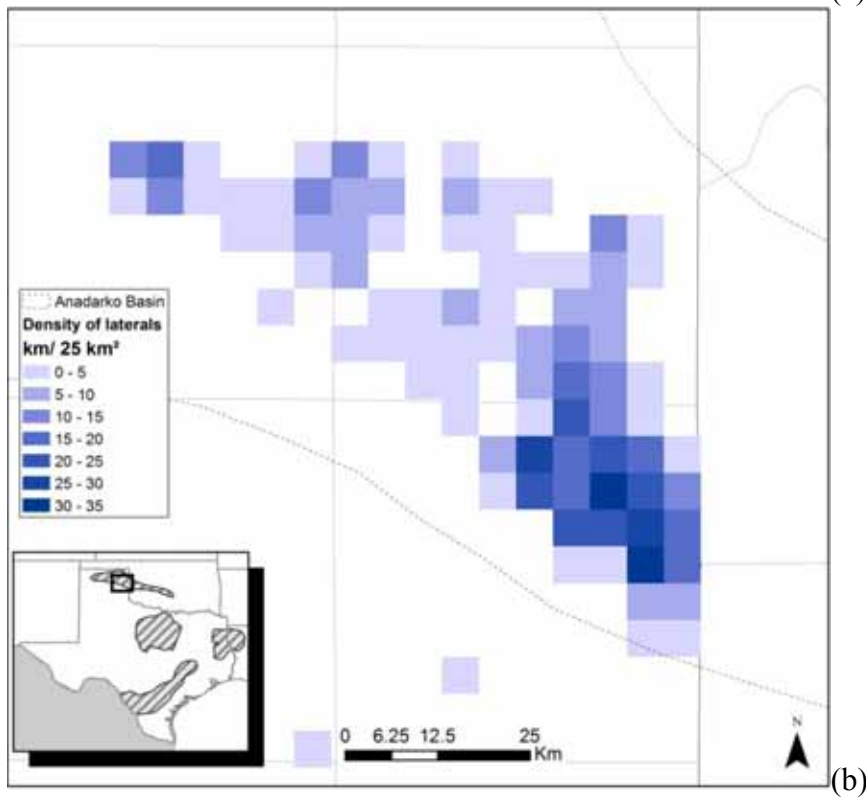 Anadarko Basin
Density of laterals
km/ 25 km²
0 - 5
5 - 10
10 - 15
15 - 20
20 - 25
25 - 30
30 - 35
0 6.25 12.5 25
Km
N
(b)